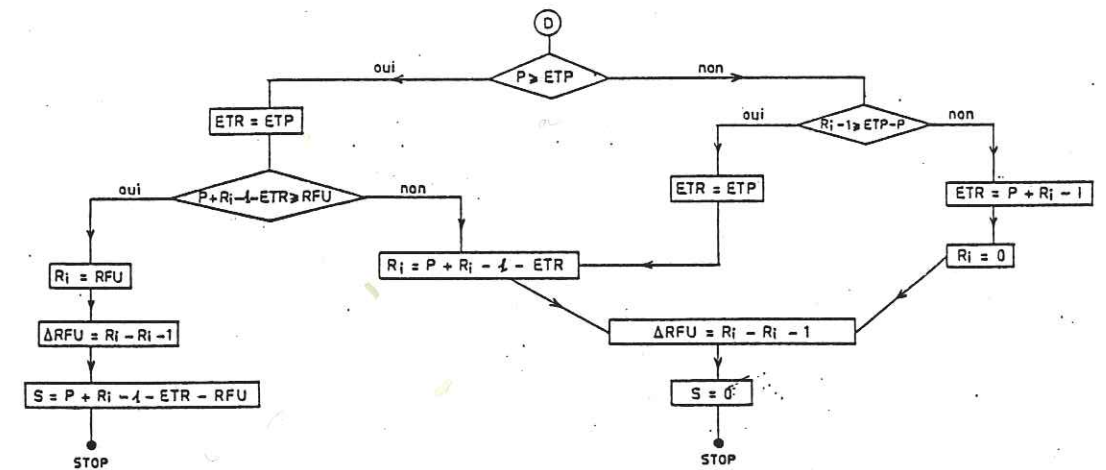 D
oui
P ⩾ ETP
non
ETR = ETP
oui
Ri-1 ⩾ ETP-P
non
oui
P+Ri-1-ETR ⩾ RFU
non
ETR = ETP
ETR = P + Ri - 1
Ri = RFU
Ri = P + Ri - 1 - ETR
Ri = 0
ΔRFU = Ri - Ri - 1
ΔRFU = Ri - Ri - 1
S = P + Ri - 1 - ETR - RFU
S = 0
STOP
STOP